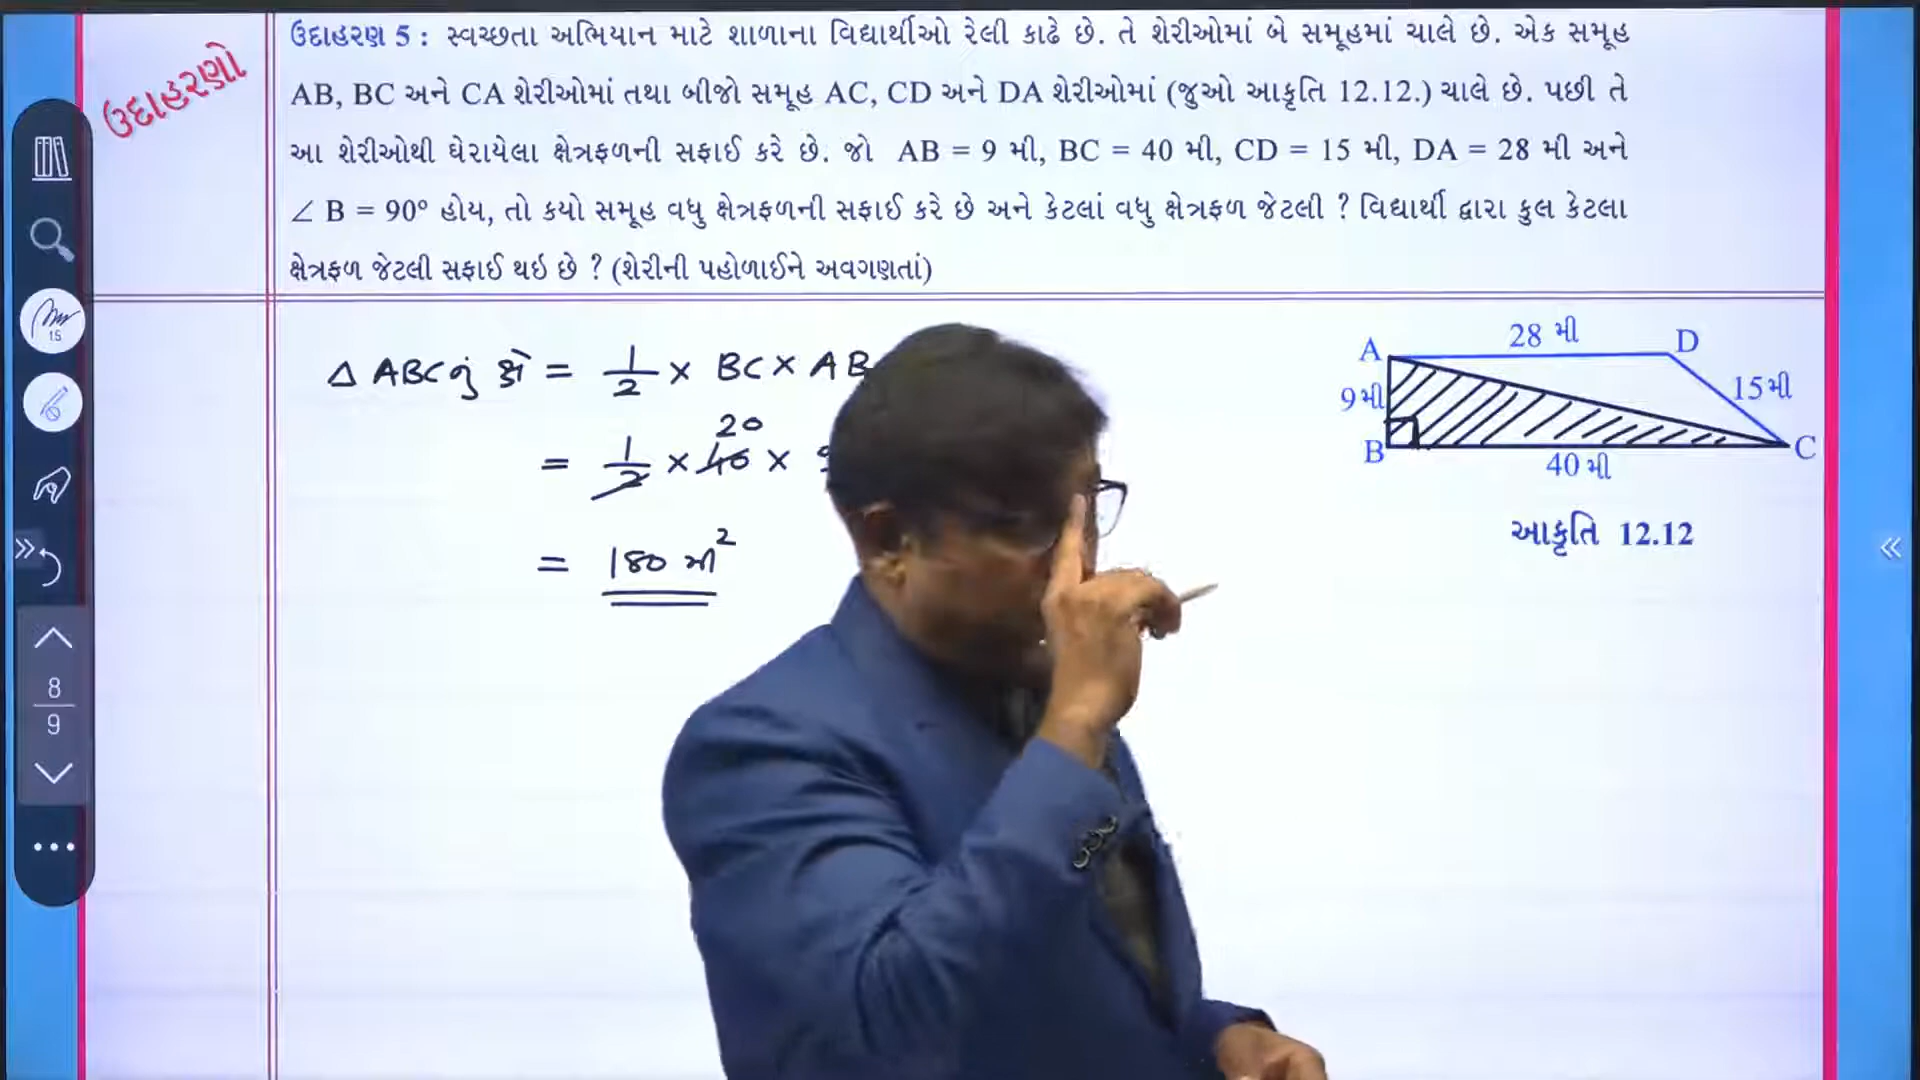 ઉદાહરણો
ઉદાહરણ 5 : સ્વચ્છતા અભિયાન માટે શાળાના વિદ્યાર્થીઓ રેલી કાઢે છે. તે શેરીઓમાં બે સમૂહમાં ચાલે છે. એક સમૂહ
AB, BC અને CA શેરીઓમાં તથા બીજો સમૂહ AC, CD અને DA શેરીઓમાં (જુઓ આકૃતિ 12.12.) ચાલે છે. પછી તે
આ શેરીઓથી ઘેરાયેલા ક્ષેત્રફળની સફાઈ કરે છે. જો AB = 9 મી, BC = 40 મી, CD = 15 મી, DA = 28 મી અને
∠ B = 90° હોય, તો કયો સમૂહ વધુ ક્ષેત્રફળની સફાઈ કરે છે અને કેટલાં વધુ ક્ષેત્રફળ જેટલી ? વિદ્યાર્થી દ્વારા કુલ કેટલા
ક્ષેત્રફળ જેટલી સફાઈ થઇ છે ? (શેરીની પહોળાઈને અવગણતાં)
Δ ABCનું ક્ષે = 1/2 × BC × AB
20
= 1/2 × 40 ×
= 180 મી²
28 મી
A D
9 મી 15 મી
B C
40 મી
આકૃતિ 12.12
15
8
9